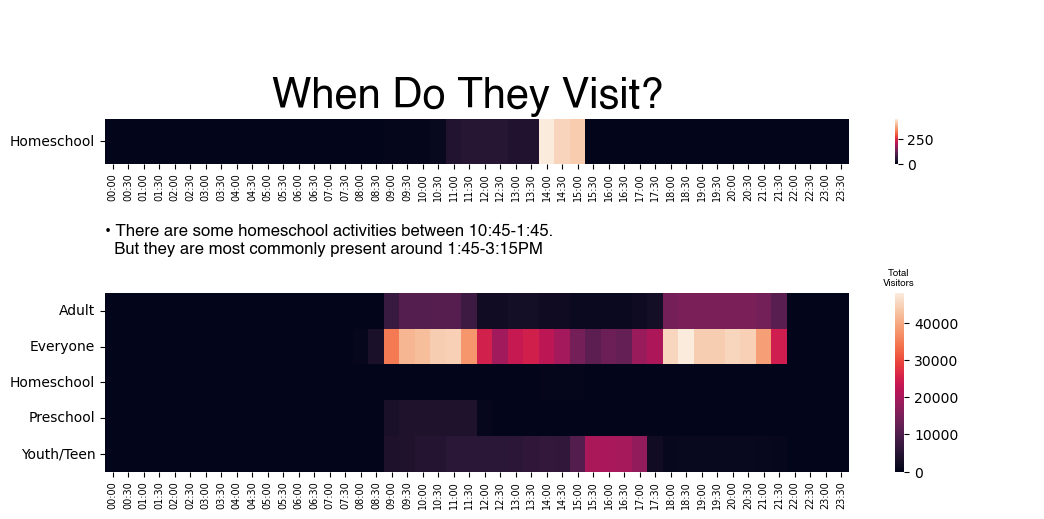 When Do They Visit?
Homeschool
250
0
00:00 00:30 01:00 01:30 02:00 02:30 03:00 03:30 04:00 04:30 05:00 05:30 06:00 06:30 07:00 07:30 08:00 08:30 09:00 09:30 10:00 10:30 11:00 11:30 12:00 12:30 13:00 13:30 14:00 14:30 15:00 15:30 16:00 16:30 17:00 17:30 18:00 18:30 19:00 19:30 20:00 20:30 21:00 21:30 22:00 22:30 23:00 23:30
• There are some homeschool activities between 10:45-1:45.
But they are most commonly present around 1:45-3:15PM
Total
Visitors
Adult
Everyone
Homeschool
Preschool
Youth/Teen
40000
30000
20000
10000
0
00:00 00:30 01:00 01:30 02:00 02:30 03:00 03:30 04:00 04:30 05:00 05:30 06:00 06:30 07:00 07:30 08:00 08:30 09:00 09:30 10:00 10:30 11:00 11:30 12:00 12:30 13:00 13:30 14:00 14:30 15:00 15:30 16:00 16:30 17:00 17:30 18:00 18:30 19:00 19:30 20:00 20:30 21:00 21:30 22:00 22:30 23:00 23:30